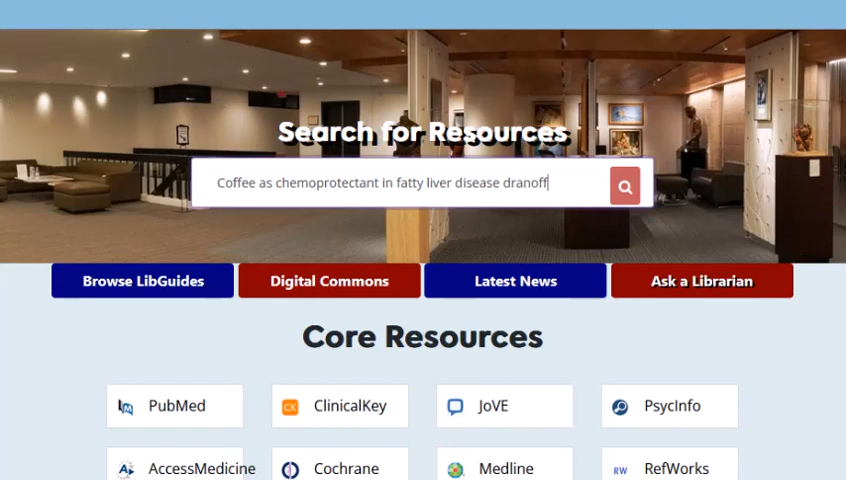 Search for Resources
Coffee as chemoprotectant in fatty liver disease dranoff
Browse LibGuides
Digital Commons
Latest News
Ask a Librarian
Core Resources
PubMed
CK
ClinicalKey
JoVE
PsycInfo
AccessMedicine
Cochrane
Medline
RW
RefWorks